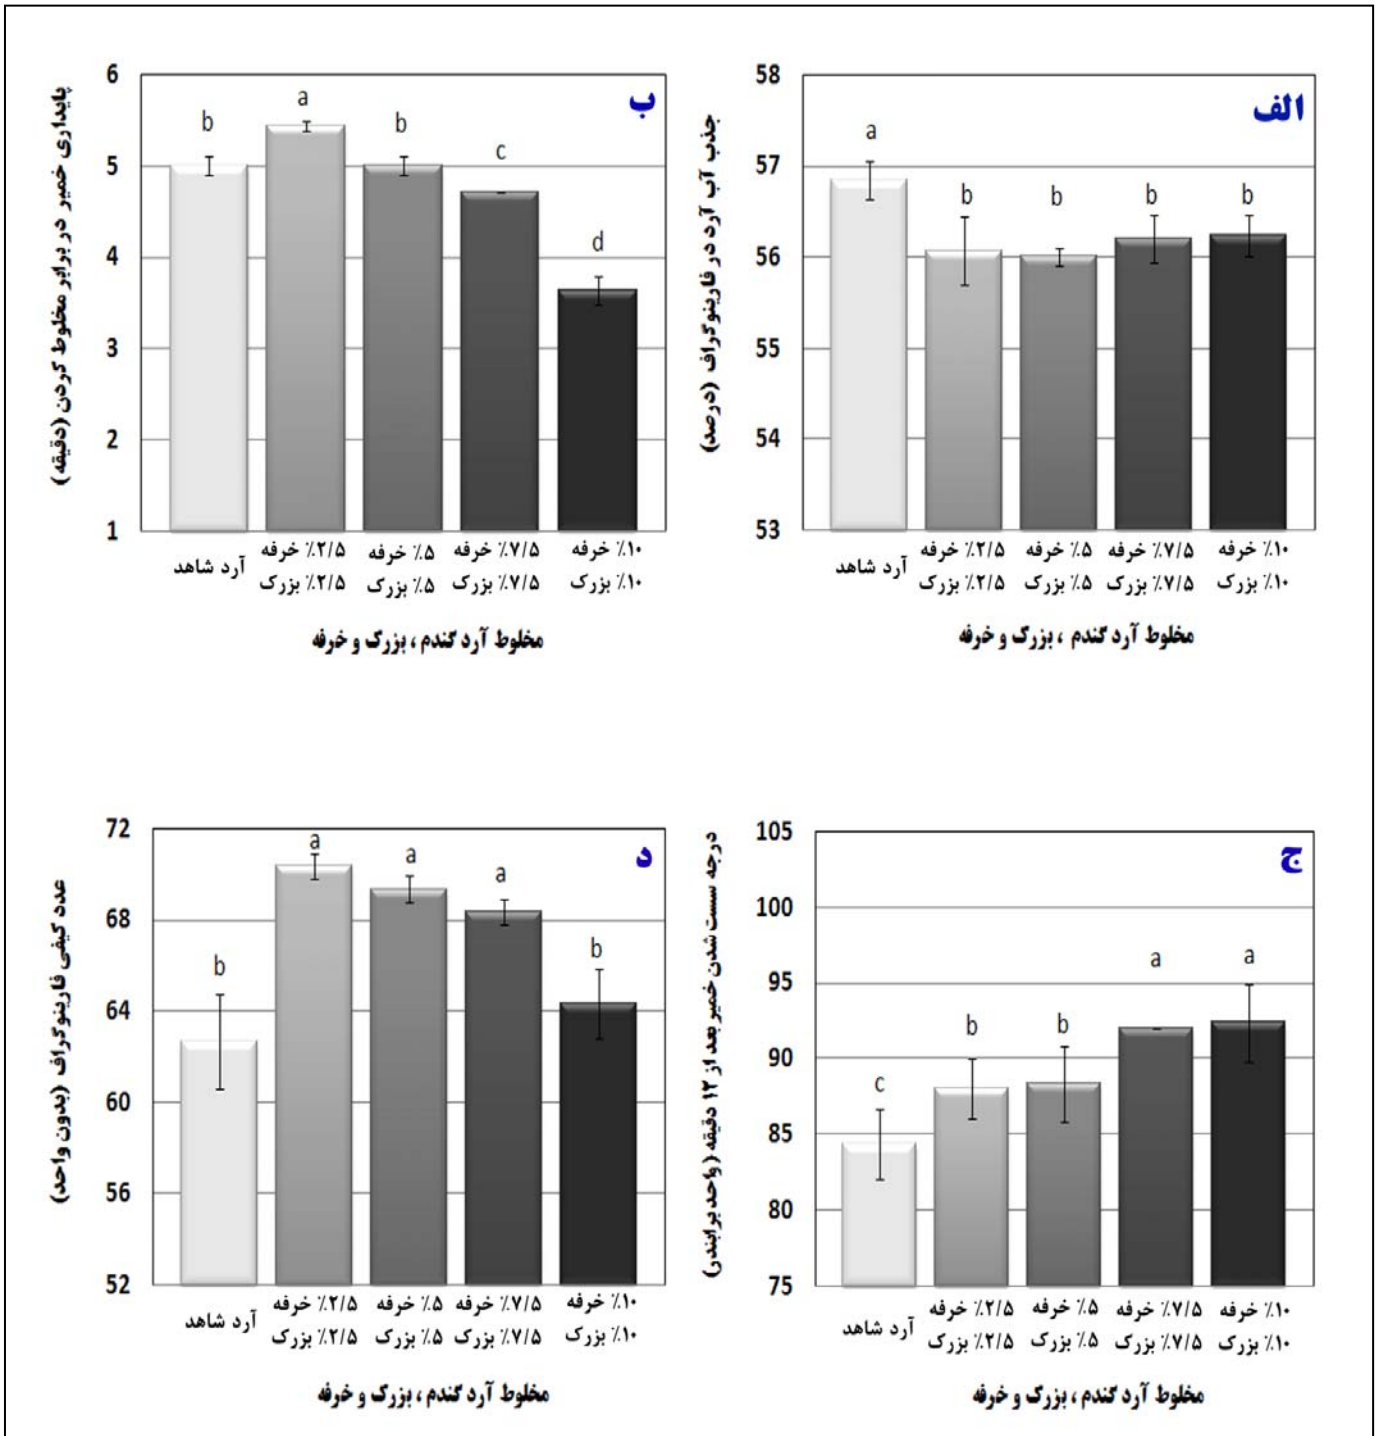 الف
جذب آب آرد در فارینوگراف (درصد)
58
57
56
55
54
53
a
b
b
b
b
آرد شاهد
٪۲/۵ خرفه
٪۲/۵ بزرک
٪۵ خرفه
٪۵ بزرک
٪۷/۵ خرفه
٪۷/۵ بزرک
٪۱۰ خرفه
٪۱۰ بزرک
مخلوط آرد گندم ، بزرک و خرفه
ب
پایداری خمیر در برابر مخلوط کردن (دقیقه)
6
5
4
3
2
1
b
a
b
c
d
آرد شاهد
٪۲/۵ خرفه
٪۲/۵ بزرک
٪۵ خرفه
٪۵ بزرک
٪۷/۵ خرفه
٪۷/۵ بزرک
٪۱۰ خرفه
٪۱۰ بزرک
مخلوط آرد گندم ، بزرک و خرفه
ج
درجه سست شدن خمیر بعد از ۱۲ دقیقه (واحد برابندر)
105
100
95
90
85
80
75
c
b
b
a
a
آرد شاهد
٪۲/۵ خرفه
٪۲/۵ بزرک
٪۵ خرفه
٪۵ بزرک
٪۷/۵ خرفه
٪۷/۵ بزرک
٪۱۰ خرفه
٪۱۰ بزرک
مخلوط آرد گندم ، بزرک و خرفه
د
عدد کیفی فارینوگراف (بدون واحد)
72
68
64
60
56
52
b
a
a
a
b
آرد شاهد
٪۲/۵ خرفه
٪۲/۵ بزرک
٪۵ خرفه
٪۵ بزرک
٪۷/۵ خرفه
٪۷/۵ بزرک
٪۱۰ خرفه
٪۱۰ بزرک
مخلوط آرد گندم ، بزرک و خرفه